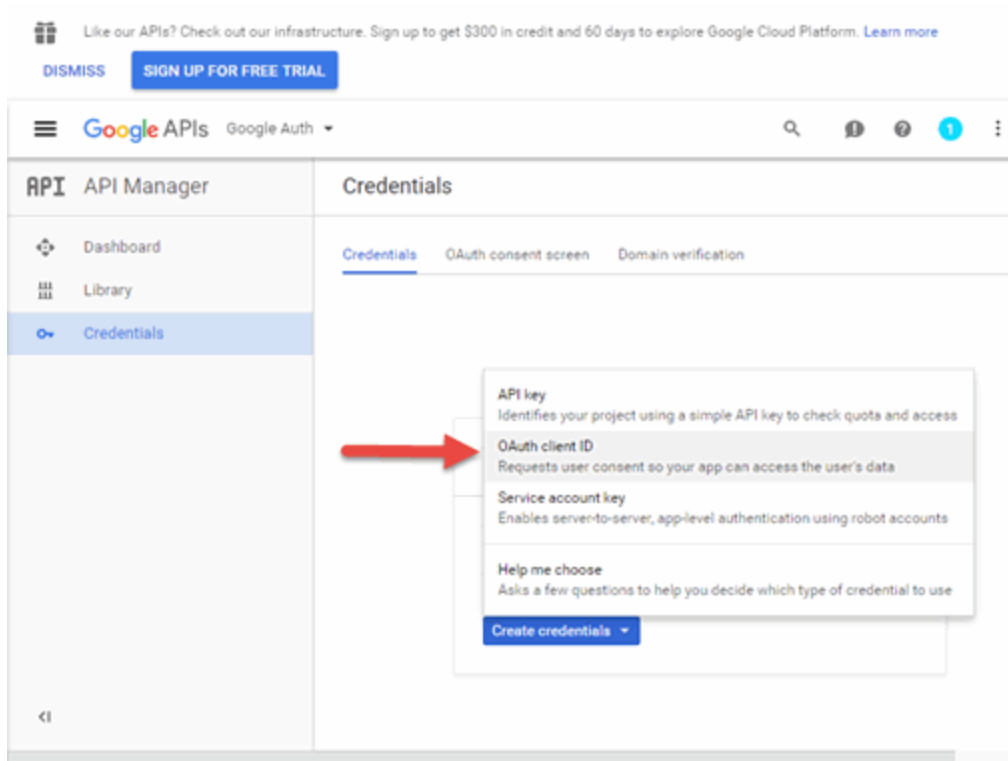 Like our APIs? Check out our infrastructure. Sign up to get $300 in credit and 60 days to explore Google Cloud Platform. Learn more
DISMISS
SIGN UP FOR FREE TRIAL
Google APIs
Google Auth
1
API
API Manager
Credentials
Dashboard
Library
Credentials
Credentials
OAuth consent screen
Domain verification
API key
Identifies your project using a simple API key to check quota and access
OAuth client ID
Requests user consent so your app can access the user's data
Service account key
Enables server-to-server, app-level authentication using robot accounts
Help me choose
Asks a few questions to help you decide which type of credential to use
Create credentials